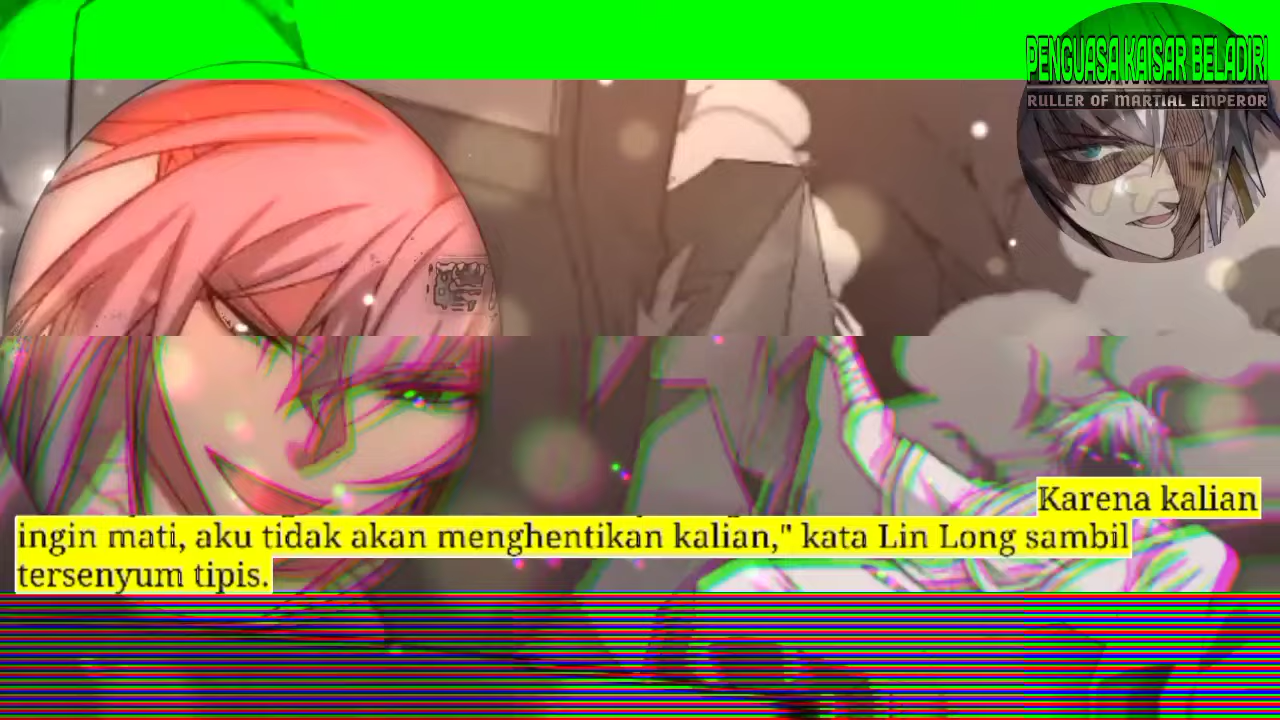 PENGUASA KAISAR BELADIRI
RULLER OF MARTIAL EMPEROR
Karena kalian
ingin mati, aku tidak akan menghentikan kalian," kata Lin Long sambil
tersenyum tipis.